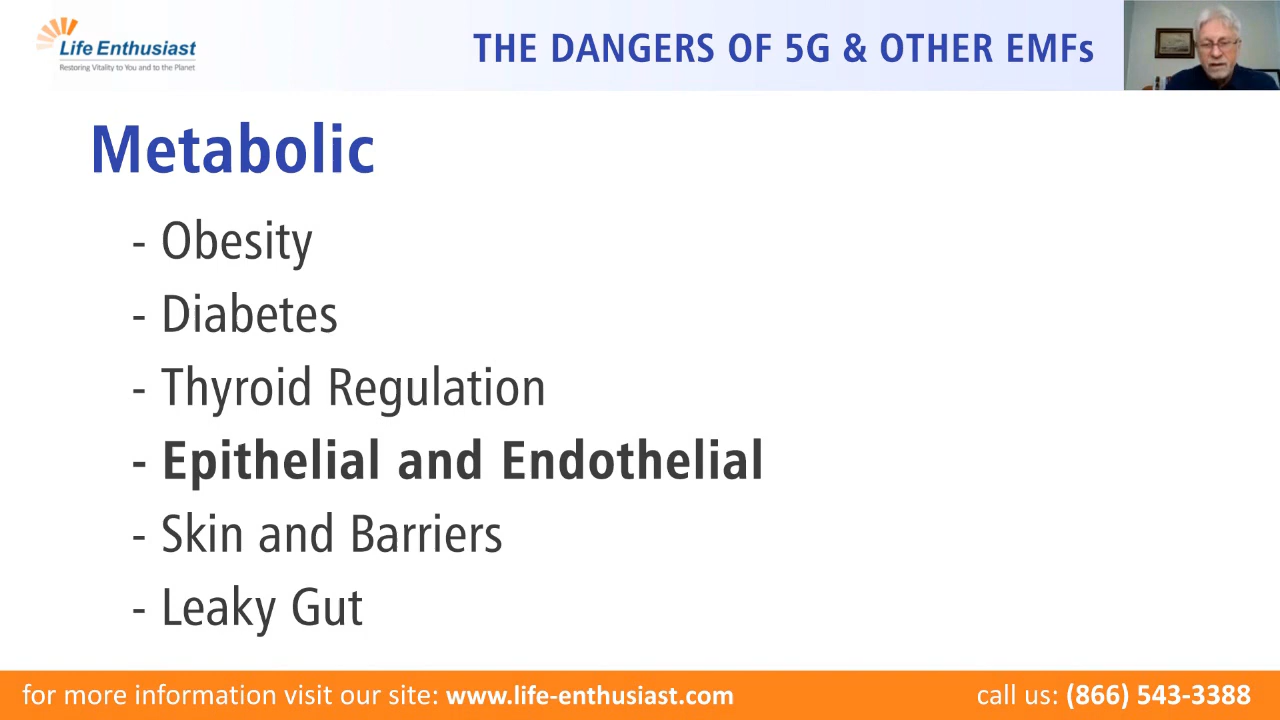 Life Enthusiast
Restoring Vitality to You and to the Planet
THE DANGERS OF 5G & OTHER EMFs
Metabolic
- Obesity
- Diabetes
- Thyroid Regulation
- Epithelial and Endothelial
- Skin and Barriers
- Leaky Gut
for more information visit our site: www.life-enthusiast.com
call us: (866) 543-3388